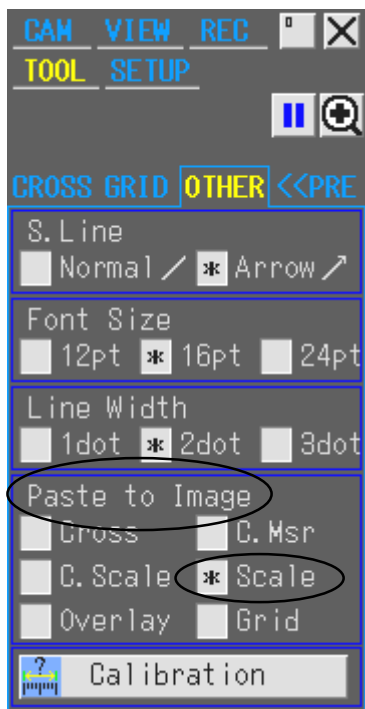 CAM VIEW REC
TOOL SETUP
CROSS GRID OTHER <<PRE
S.Line
Normal * Arrow
Font Size
12pt * 16pt 24pt
Line Width
1dot * 2dot 3dot
Paste to Image
Cross C.Msr
C.Scale * Scale
Overlay Grid
? Calibration